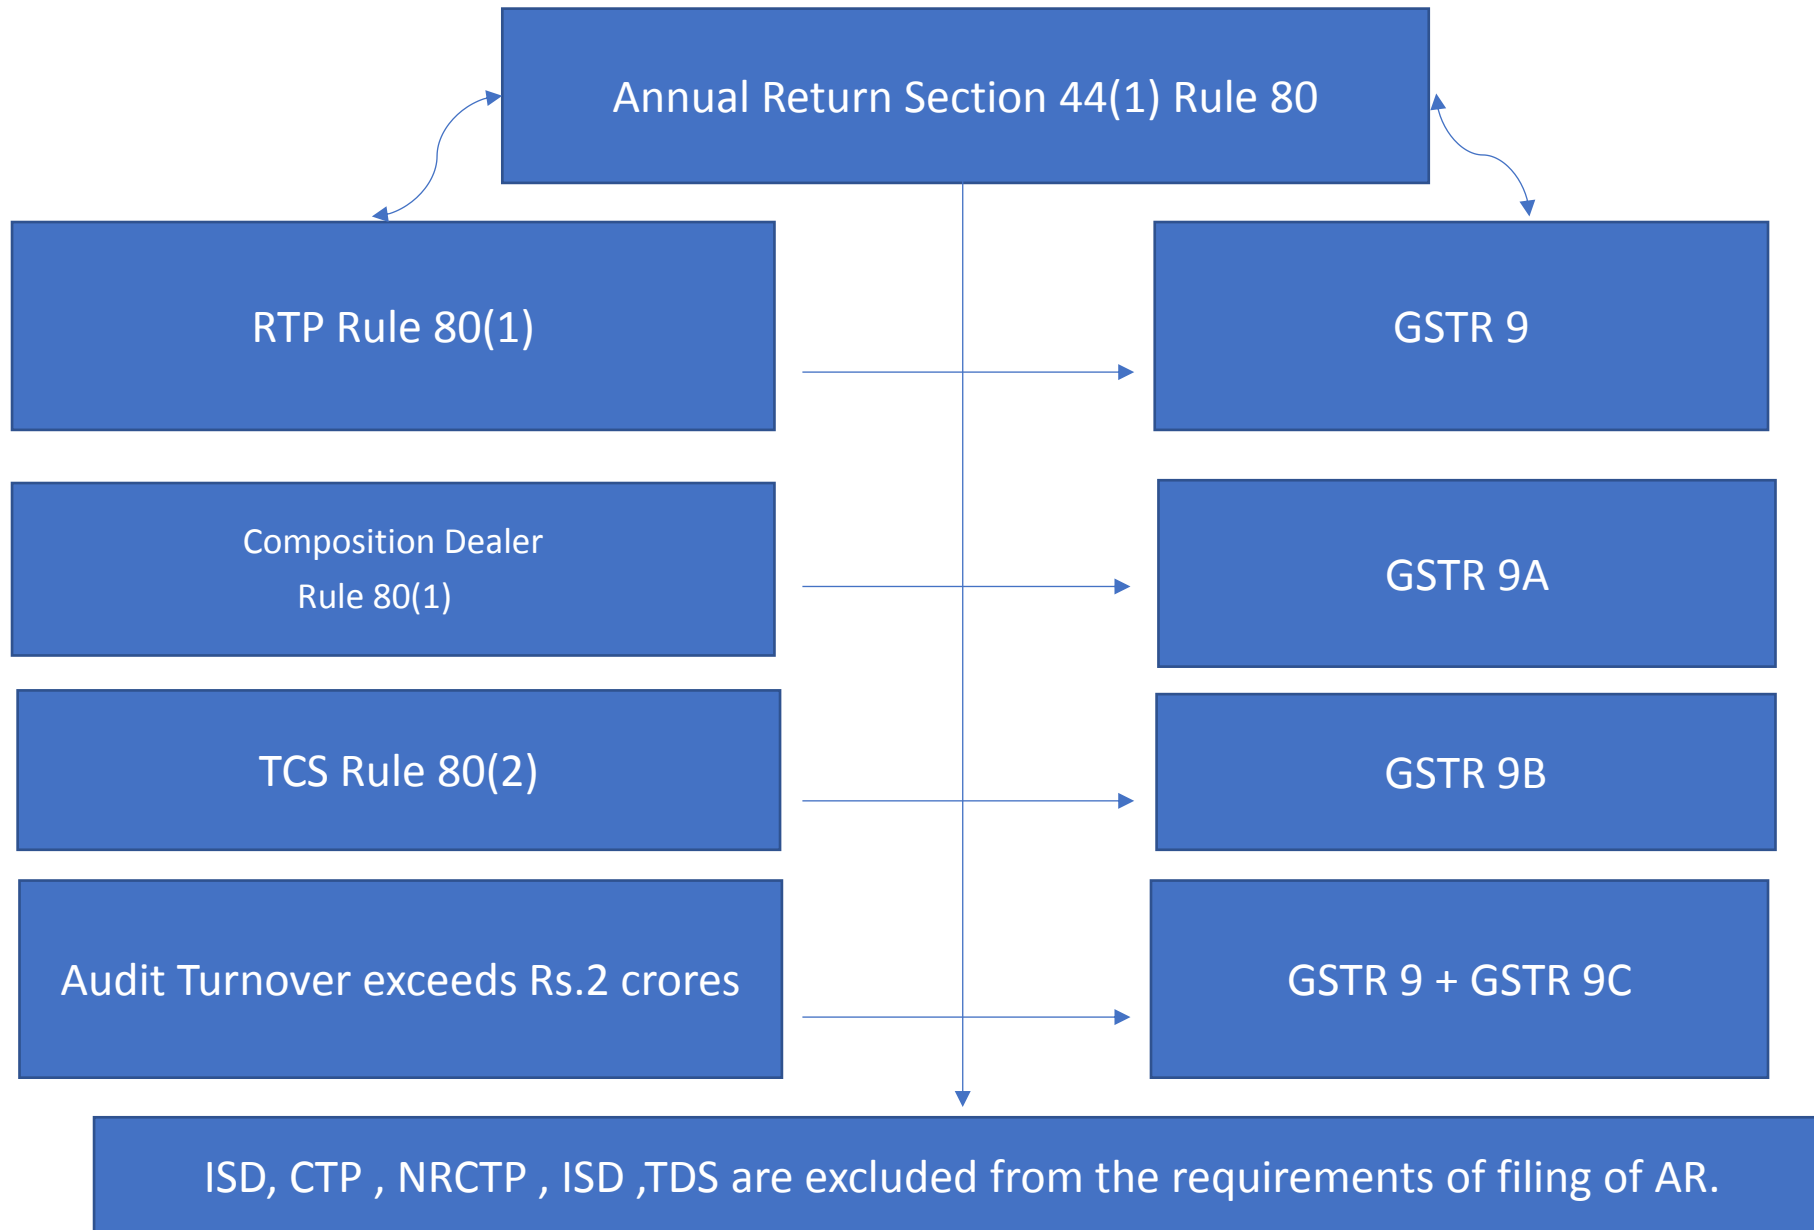 Annual Return Section 44(1) Rule 80
RTP Rule 80(1)
GSTR 9
Composition Dealer
Rule 80(1)
GSTR 9A
TCS Rule 80(2)
GSTR 9B
Audit Turnover exceeds Rs.2 crores
GSTR 9 + GSTR 9C
ISD, CTP , NRCTP , ISD ,TDS are excluded from the requirements of filing of AR.